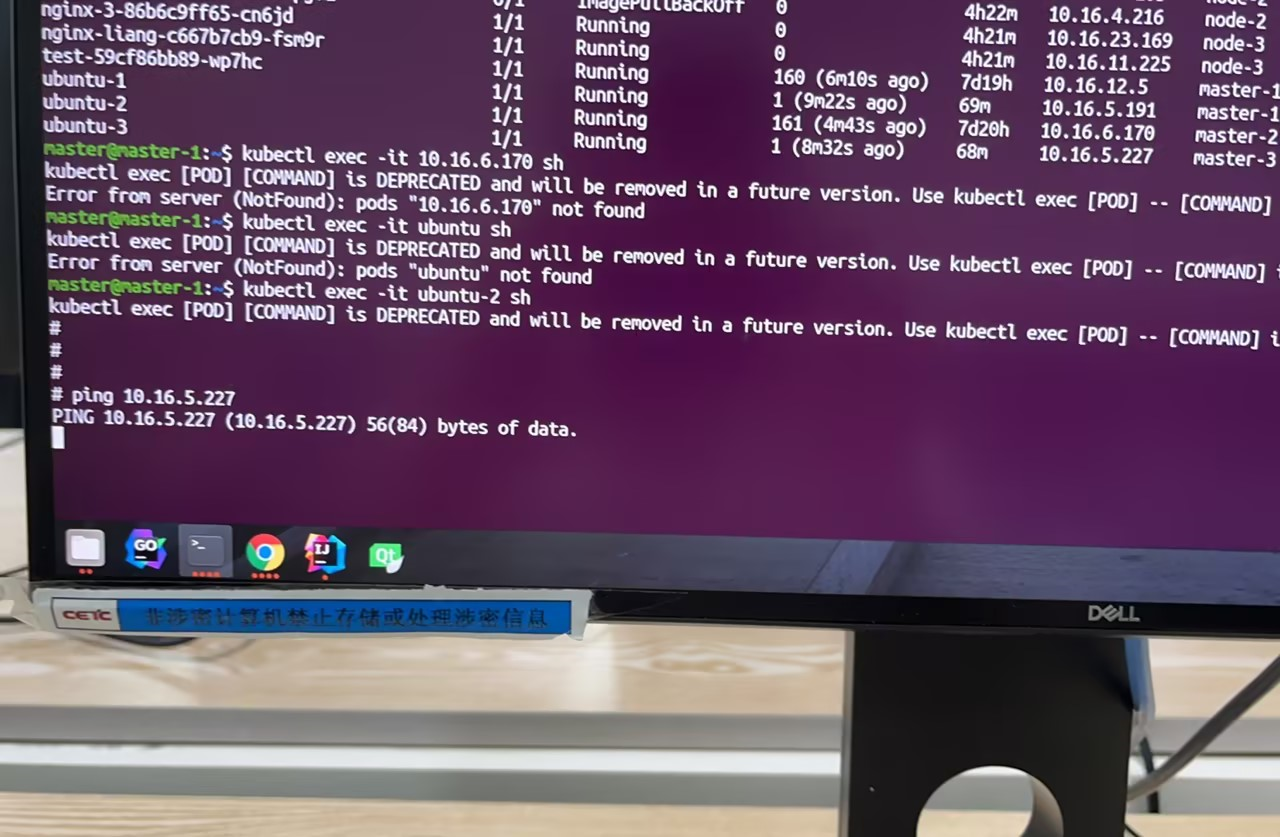 0/1 ImagePullBackOff 0 4h22m 10.16.4.216 node-2
nginx-3-86b6c9ff65-cn6jd 1/1 Running 0 4h21m 10.16.23.169 node-3
nginx-liang-c667b7cb9-fsm9r 1/1 Running 0 4h21m 10.16.11.225 node-3
test-59cf86bb89-wp7hc 1/1 Running 160 (6m10s ago) 7d19h 10.16.12.5 master-1
ubuntu-1 1/1 Running 1 (9m22s ago) 69m 10.16.5.191 master-1
ubuntu-2 1/1 Running 161 (4m43s ago) 7d20h 10.16.6.170 master-2
ubuntu-3 1/1 Running 1 (8m32s ago) 68m 10.16.5.227 master-3
master@master-1:~$ kubectl exec -it 10.16.6.170 sh
kubectl exec [POD] [COMMAND] is DEPRECATED and will be removed in a future version. Use kubectl exec [POD] -- [COMMAND]
Error from server (NotFound): pods "10.16.6.170" not found
master@master-1:~$ kubectl exec -it ubuntu sh
kubectl exec [POD] [COMMAND] is DEPRECATED and will be removed in a future version. Use kubectl exec [POD] -- [COMMAND]
Error from server (NotFound): pods "ubuntu" not found
master@master-1:~$ kubectl exec -it ubuntu-2 sh
kubectl exec [POD] [COMMAND] is DEPRECATED and will be removed in a future version. Use kubectl exec [POD] -- [COMMAND] i
#
#
#
# ping 10.16.5.227
PING 10.16.5.227 (10.16.5.227) 56(84) bytes of data.
GO >_ IJ Qt
CETC 非涉密计算机禁止存储或处理涉密信息
DELL